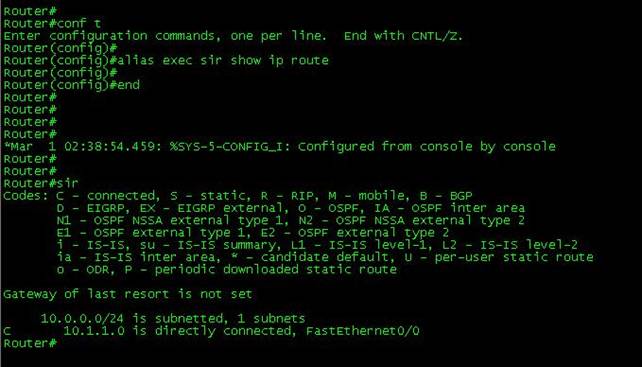 Router#
Router#conf t
Enter configuration commands, one per line.  End with CNTL/Z.
Router(config)#
Router(config)#alias exec sir show ip route
Router(config)#
Router(config)#end
Router#
Router#
Router#
Router#
*Mar  1 02:38:54.459: %SYS-5-CONFIG_I: Configured from console by console
Router#
Router#
Router#sir
Codes: C - connected, S - static, R - RIP, M - mobile, B - BGP
       D - EIGRP, EX - EIGRP external, O - OSPF, IA - OSPF inter area
       N1 - OSPF NSSA external type 1, N2 - OSPF NSSA external type 2
       E1 - OSPF external type 1, E2 - OSPF external type 2
       i - IS-IS, su - IS-IS summary, L1 - IS-IS level-1, L2 - IS-IS level-2
       ia - IS-IS inter area, * - candidate default, U - per-user static route
       o - ODR, P - periodic downloaded static route
Gateway of last resort is not set
     10.0.0.0/24 is subnetted, 1 subnets
C       10.1.1.0 is directly connected, FastEthernet0/0
Router#